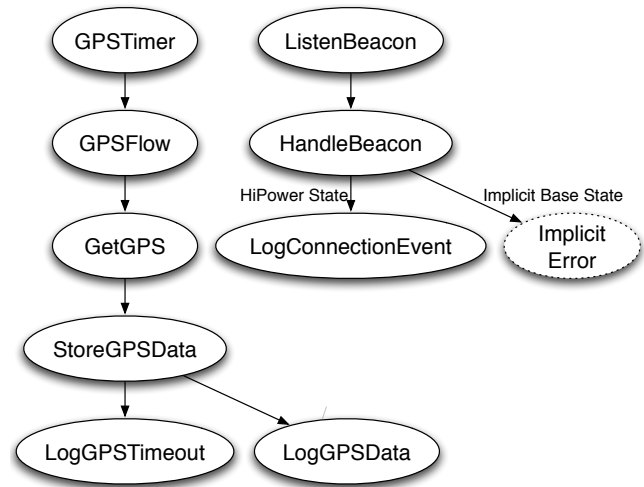 GPSTimer
ListenBeacon
GPSFlow
HandleBeacon
HiPower State
Implicit Base State
GetGPS
LogConnectionEvent
Implicit
Error
StoreGPSData
LogGPSTimeout
LogGPSData